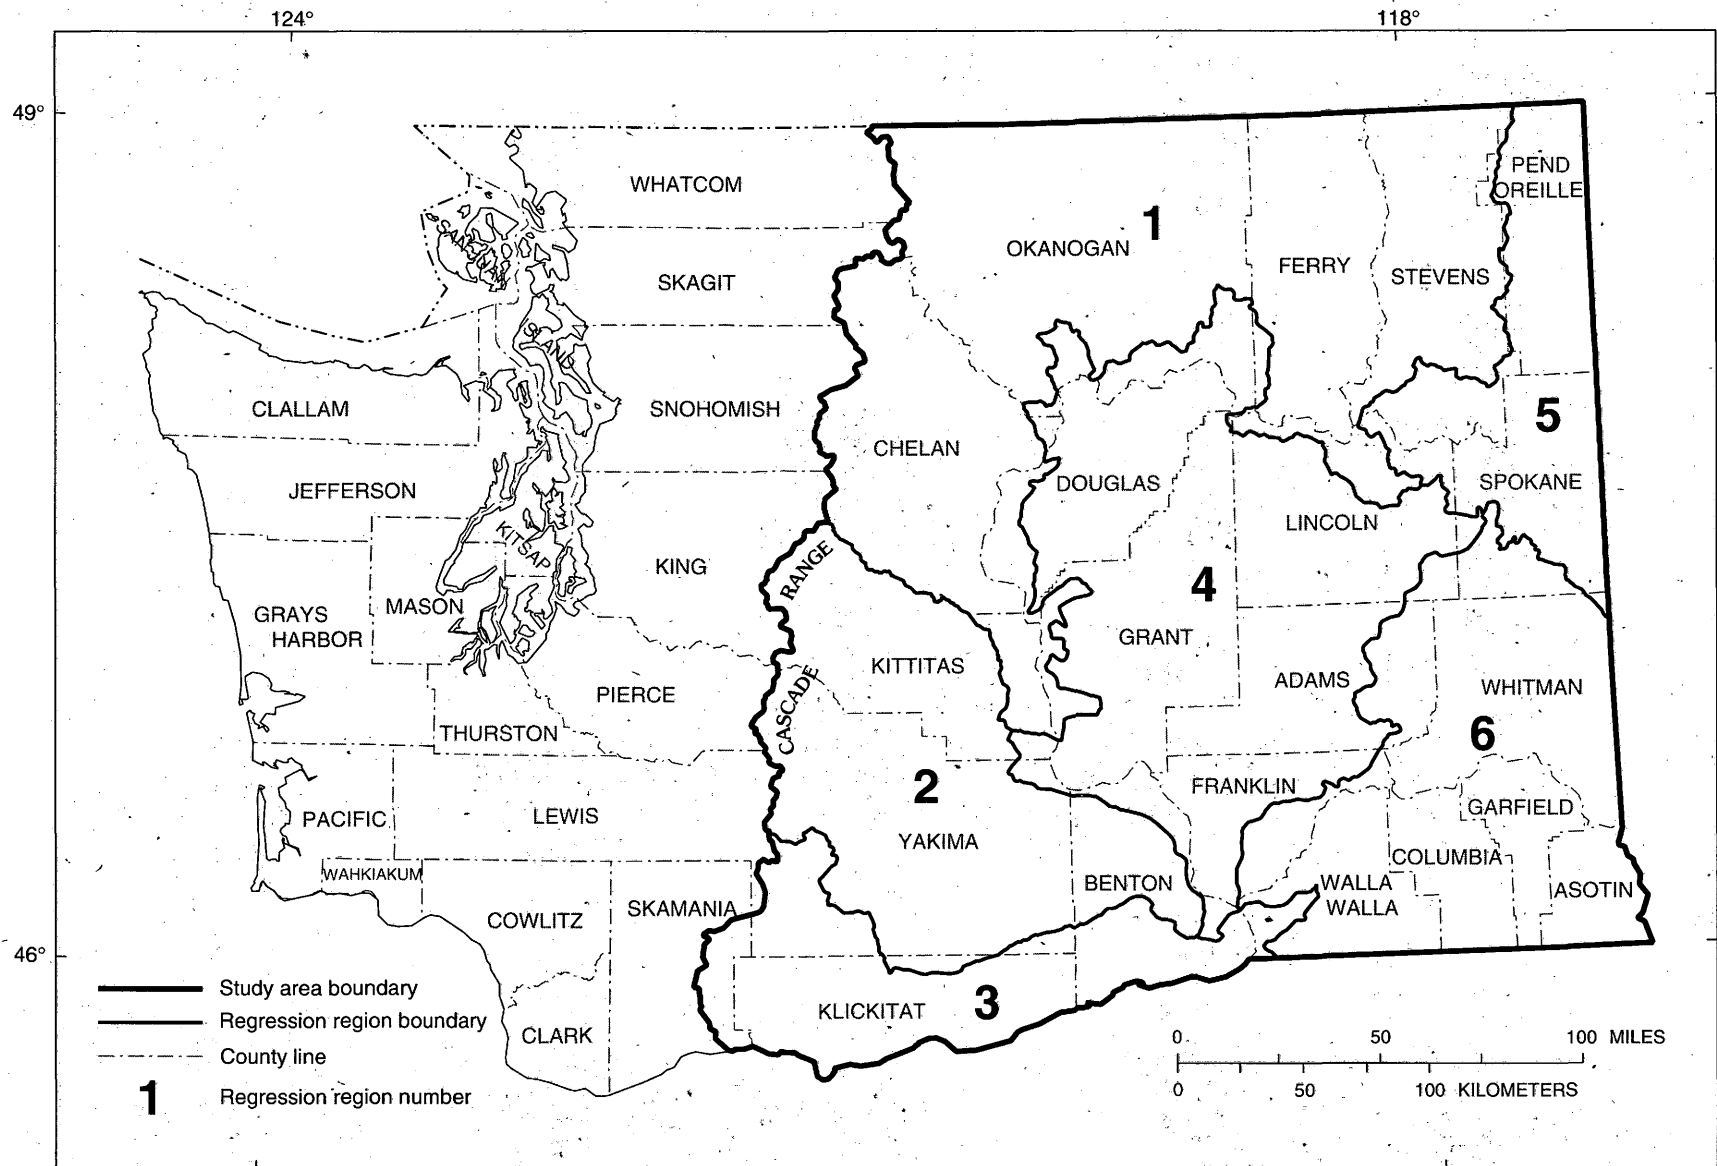 124°
118°
49°
WHATCOM
PEND
OREILLE
1
OKANOGAN
SAN JUAN
FERRY
STEVENS
SKAGIT
ISLAND
CLALLAM
SNOHOMISH
CHELAN
5
DOUGLAS
SPOKANE
JEFFERSON
LINCOLN
KITSAP
RANGE
KING
4
GRAYS
HARBOR
MASON
GRANT
KITTITAS
ADAMS
WHITMAN
PIERCE
CASCADE
THURSTON
6
2
FRANKLIN
GARFIELD
PACIFIC
LEWIS
YAKIMA
COLUMBIA
WAHKIAKUM
BENTON
WALLA
WALLA
ASOTIN
COWLITZ
SKAMANIA
46°
KLICKITAT
3
CLARK
Study area boundary
Regression region boundary
County line
1 Regression region number
0 50 100 MILES
0 50 100 KILOMETERS